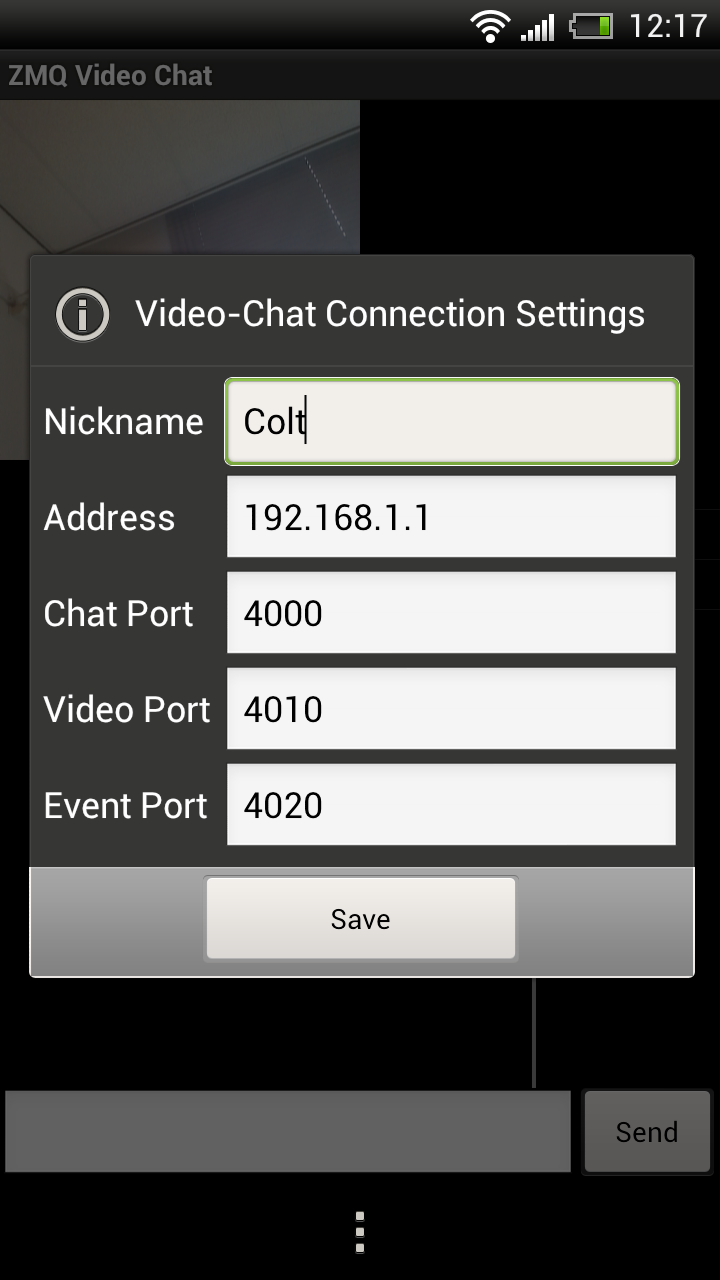 12:17
ZMQ Video Chat
Video-Chat Connection Settings
Nickname Colt
Address 192.168.1.1
Chat Port 4000
Video Port 4010
Event Port 4020
Save
Send